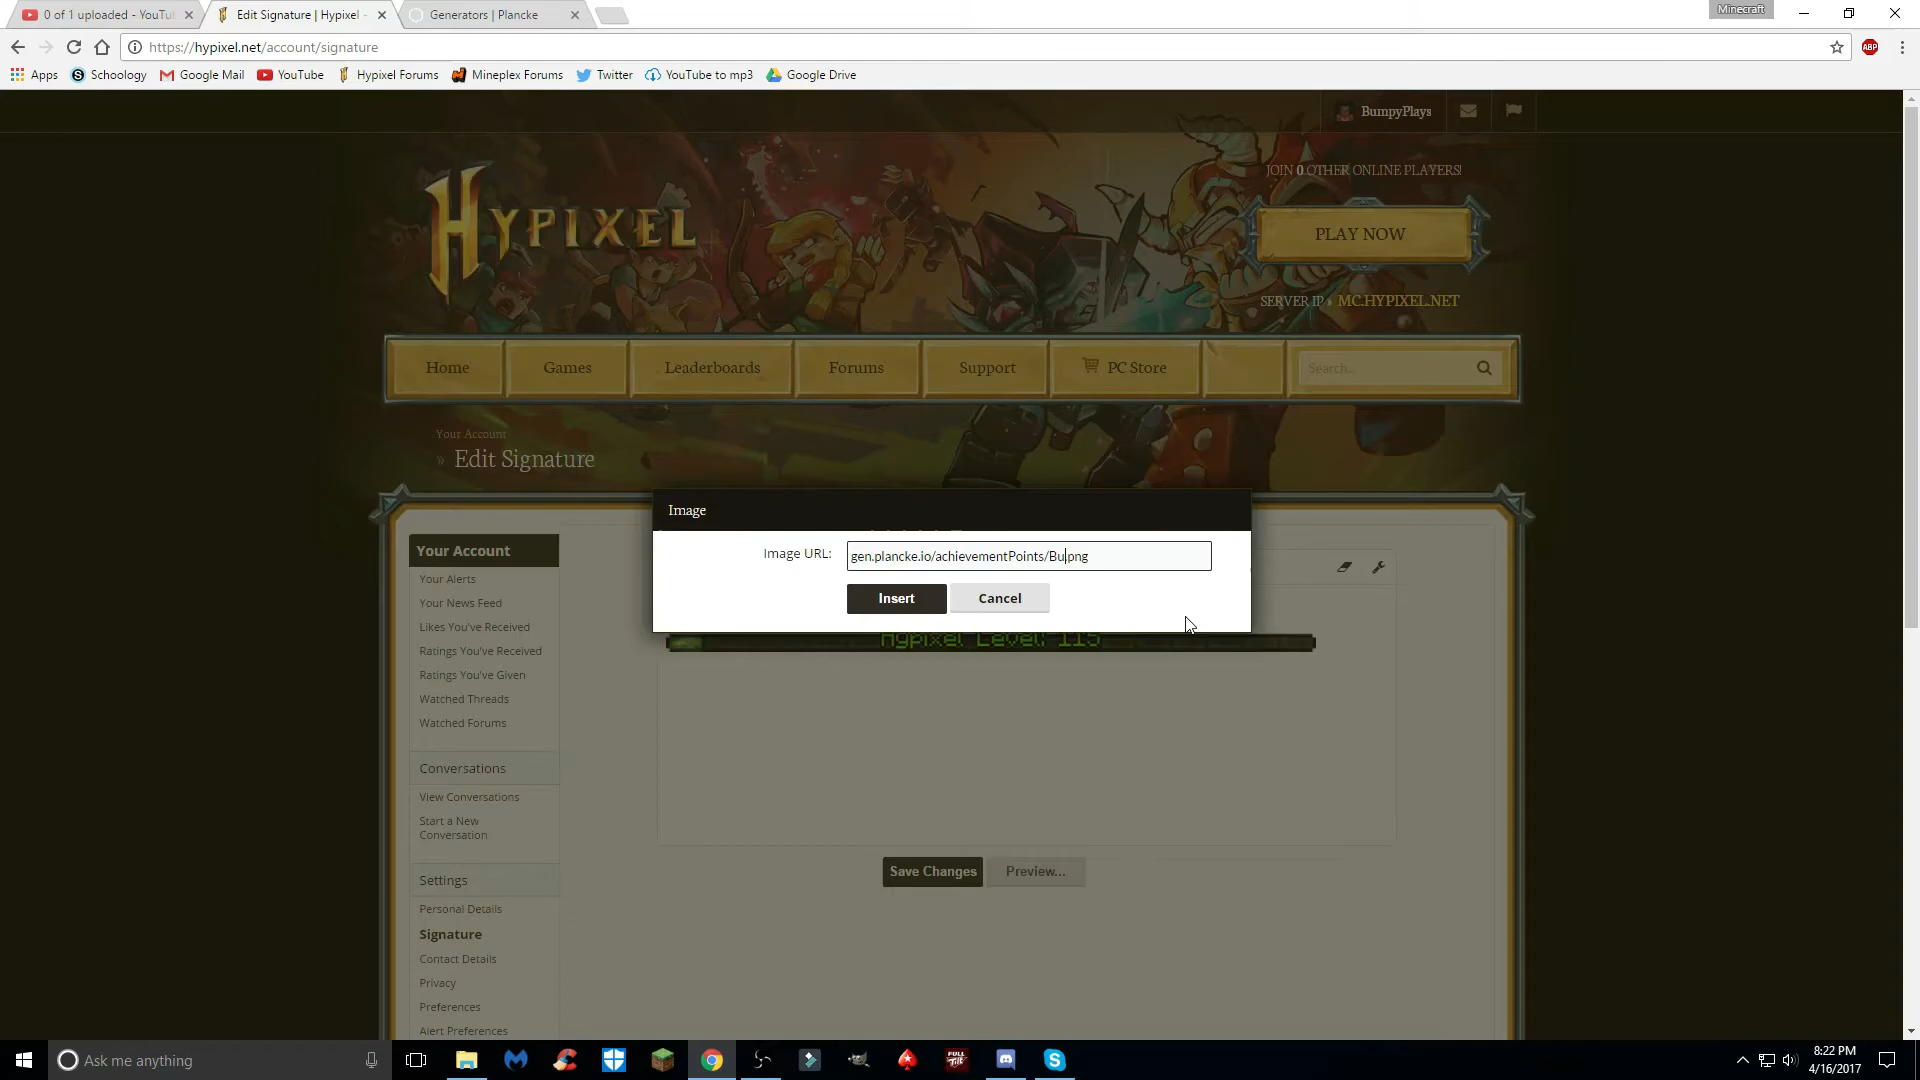 0 of 1 uploaded - YouTu
Edit Signature | Hypixel -
Generators | Plancke
Minecraft
https://hypixel.net/account/signature
ABP
Apps
Schoology
Google Mail
YouTube
Hypixel Forums
Mineplex Forums
Twitter
YouTube to mp3
Google Drive
BumpyPlays
HYPIXEL
JOIN 0 OTHER ONLINE PLAYERS!
PLAY NOW
SERVER IP » MC.HYPIXEL.NET
Home
Games
Leaderboards
Forums
Support
PC Store
Search...
Your Account
» Edit Signature
Image
Image URL:
gen.plancke.io/achievementPoints/Bu.png
Insert
Cancel
Hypixel Level: 115
Save Changes
Preview...
Your Account
Your Alerts
Your News Feed
Likes You've Received
Ratings You've Received
Ratings You've Given
Watched Threads
Watched Forums
Conversations
View Conversations
Start a New
Conversation
Settings
Personal Details
Signature
Contact Details
Privacy
Preferences
Alert Preferences
Ask me anything
FULL
TILT
8:22 PM
4/16/2017